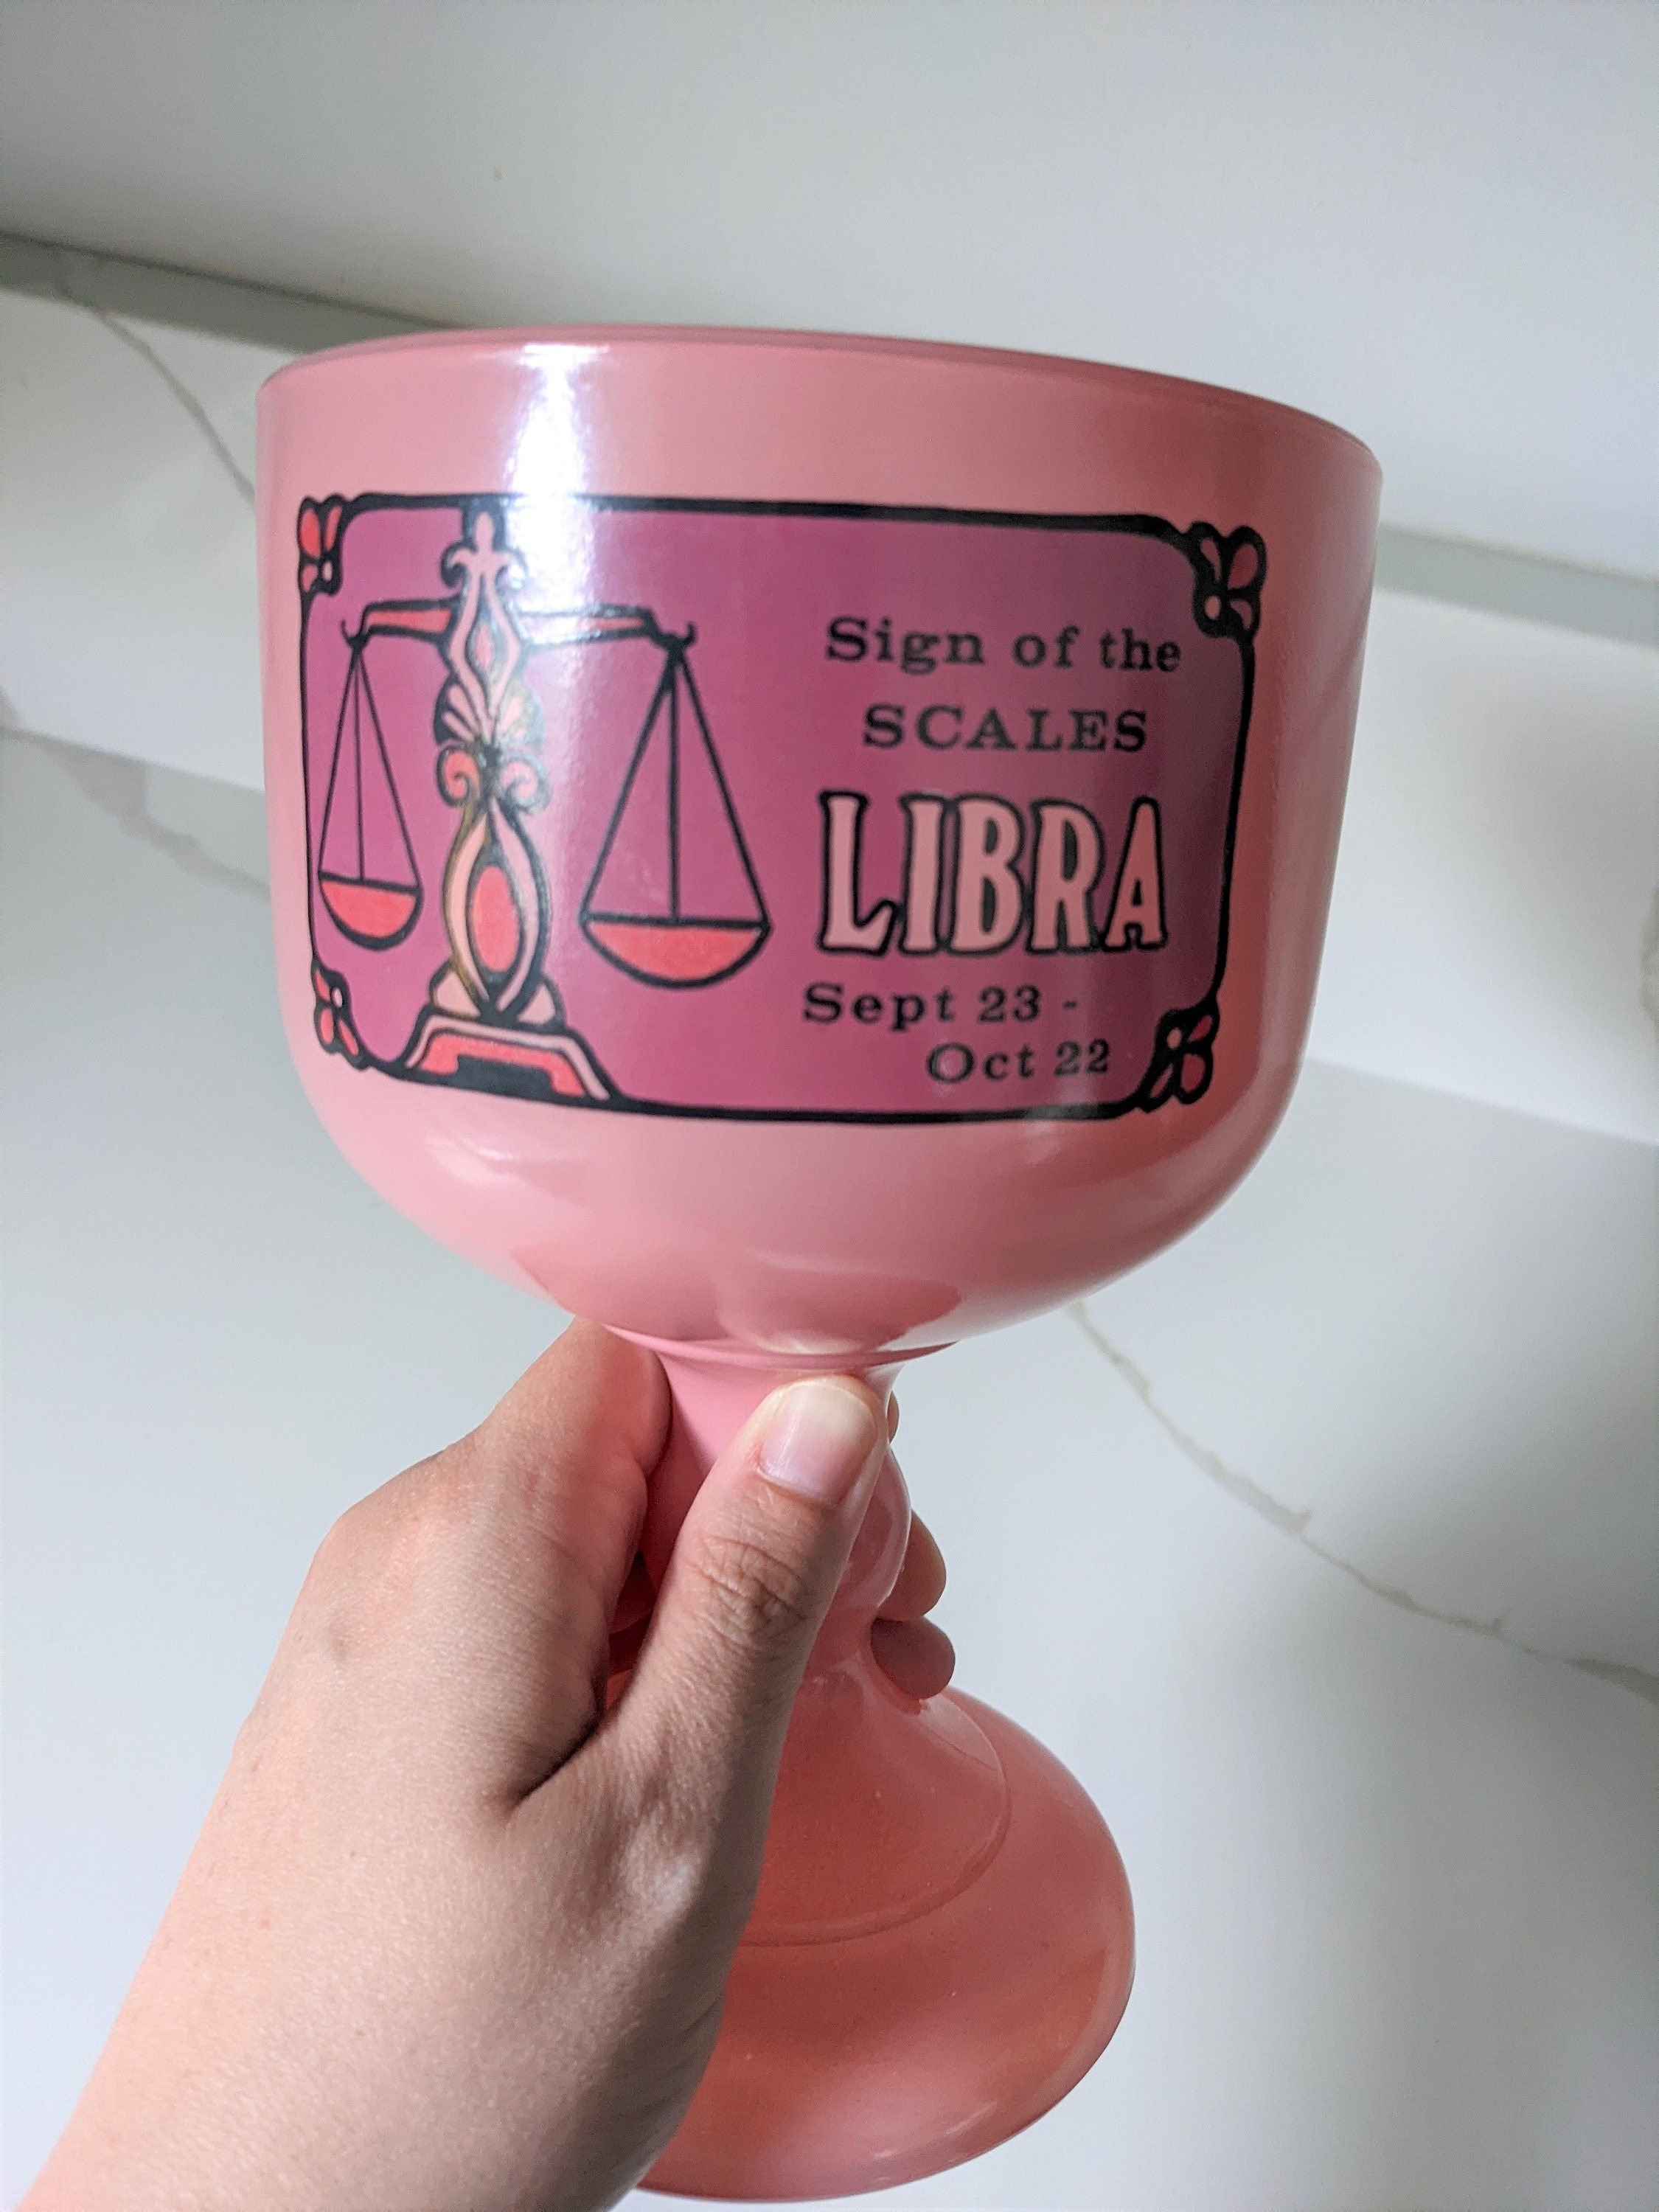 Sign of the
SCALES
LIBRA
Sept 23 -
Oct 22